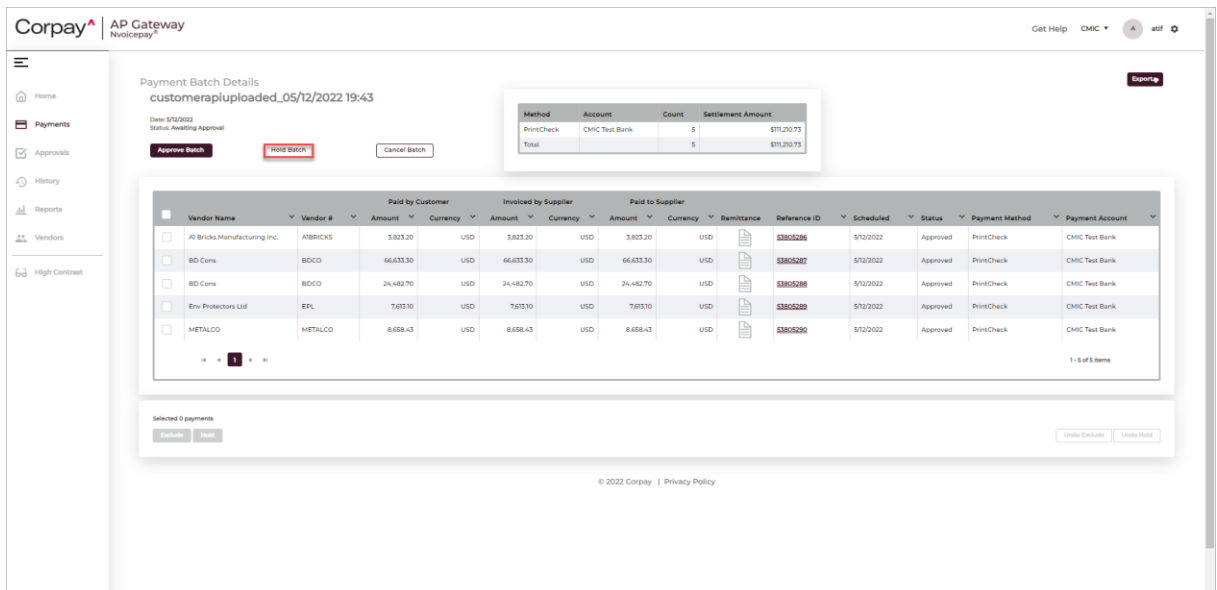 Corpay^ AP Gateway
Nvoicepay®
Get Help CMIC A atif
Home
Payments
Approvals
History
Reports
Vendors
High Contrast
Payment Batch Details
Export
customerapiuploaded_05/12/2022 19:43
Date: 5/12/2022
Status: Awaiting Approval
Approve Batch Hold Batch Cancel Batch
Method Account Count Settlement Amount
PrintCheck CMIC Test Bank 5 $111,210.73
Total 5 $111,210.73
Paid by Customer Invoiced by Supplier Paid to Supplier
Vendor Name Vendor # Amount Currency Amount Currency Amount Currency Remittance Reference ID Scheduled Status Payment Method Payment Account
A1 Bricks Manufacturing Inc. A1BRICKS 3,823.20 USD 3,823.20 USD 3,823.20 USD 53805286 5/12/2022 Approved PrintCheck CMIC Test Bank
BD Cons BDCO 66,633.30 USD 66,633.30 USD 66,633.30 USD 53805287 5/12/2022 Approved PrintCheck CMIC Test Bank
BD Cons BDCO 24,482.70 USD 24,482.70 USD 24,482.70 USD 53805288 5/12/2022 Approved PrintCheck CMIC Test Bank
Env Protectors Ltd EPL 7,613.10 USD 7,613.10 USD 7,613.10 USD 53805289 5/12/2022 Approved PrintCheck CMIC Test Bank
METALCO METALCO 8,658.43 USD 8,658.43 USD 8,658.43 USD 53805290 5/12/2022 Approved PrintCheck CMIC Test Bank
1
1 - 5 of 5 items
Selected 0 payments
Exclude Hold Undo Exclude Undo Hold
© 2022 Corpay | Privacy Policy